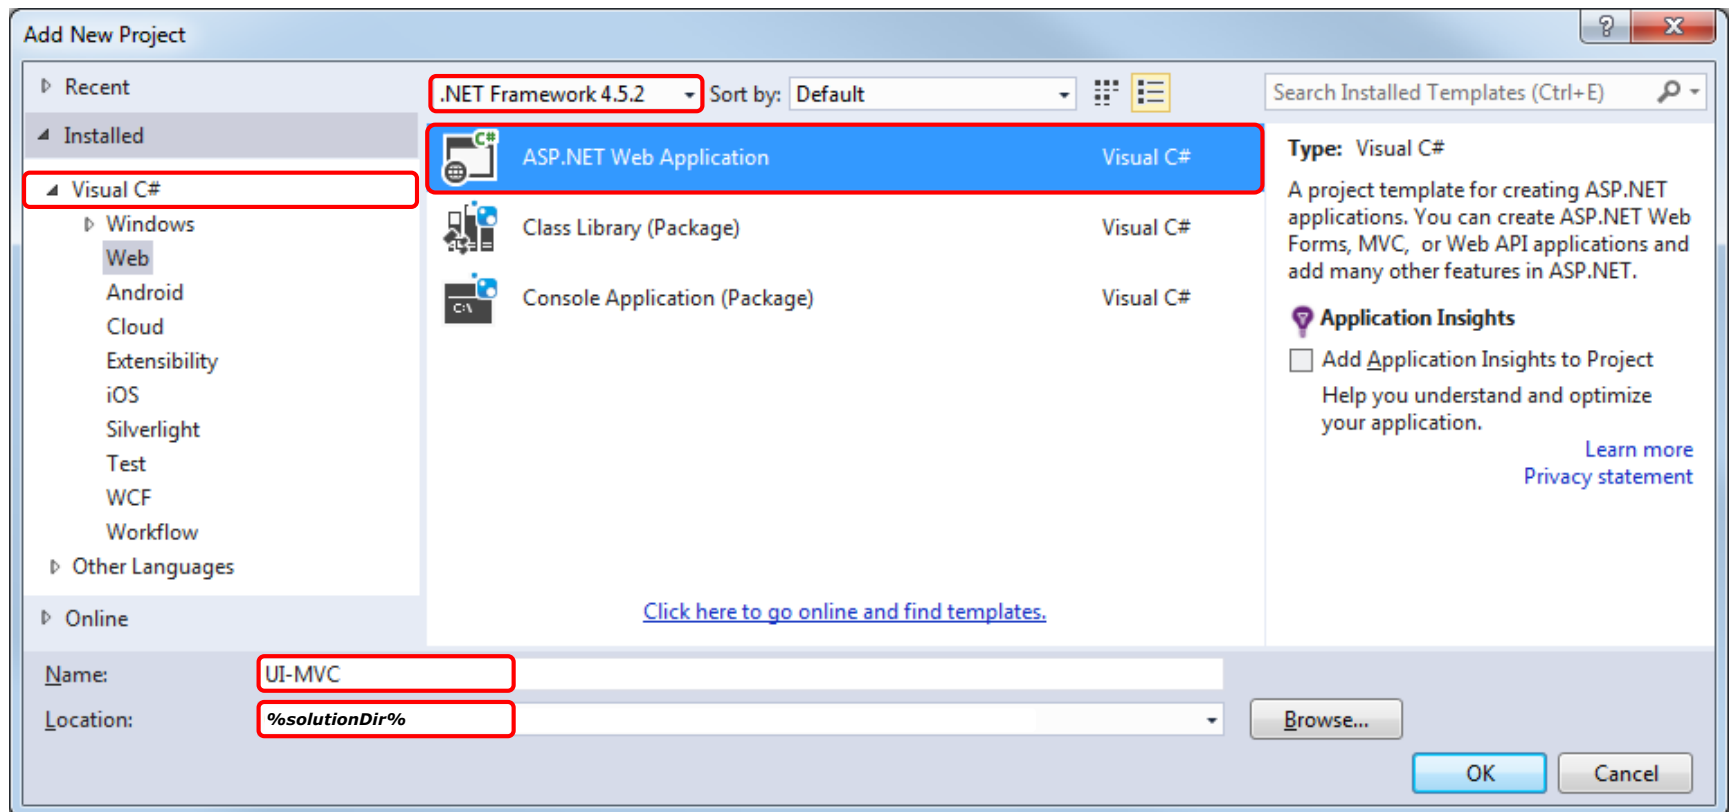 Add New Project
?
x
Recent
Installed
Visual C#
Windows
Web
Android
Cloud
Extensibility
iOS
Silverlight
Test
WCF
Workflow
Other Languages
Online
.NET Framework 4.5.2
Sort by: Default
C# ASP.NET Web Application Visual C#
Class Library (Package) Visual C#
C:\ Console Application (Package) Visual C#
Click here to go online and find templates.
Search Installed Templates (Ctrl+E)
Type: Visual C#
A project template for creating ASP.NET
applications. You can create ASP.NET Web
Forms, MVC, or Web API applications and
add many other features in ASP.NET.
Application Insights
Add Application Insights to Project
Help you understand and optimize
your application.
Learn more
Privacy statement
Name: UI-MVC
Location: %solutionDir%
Browse...
OK Cancel